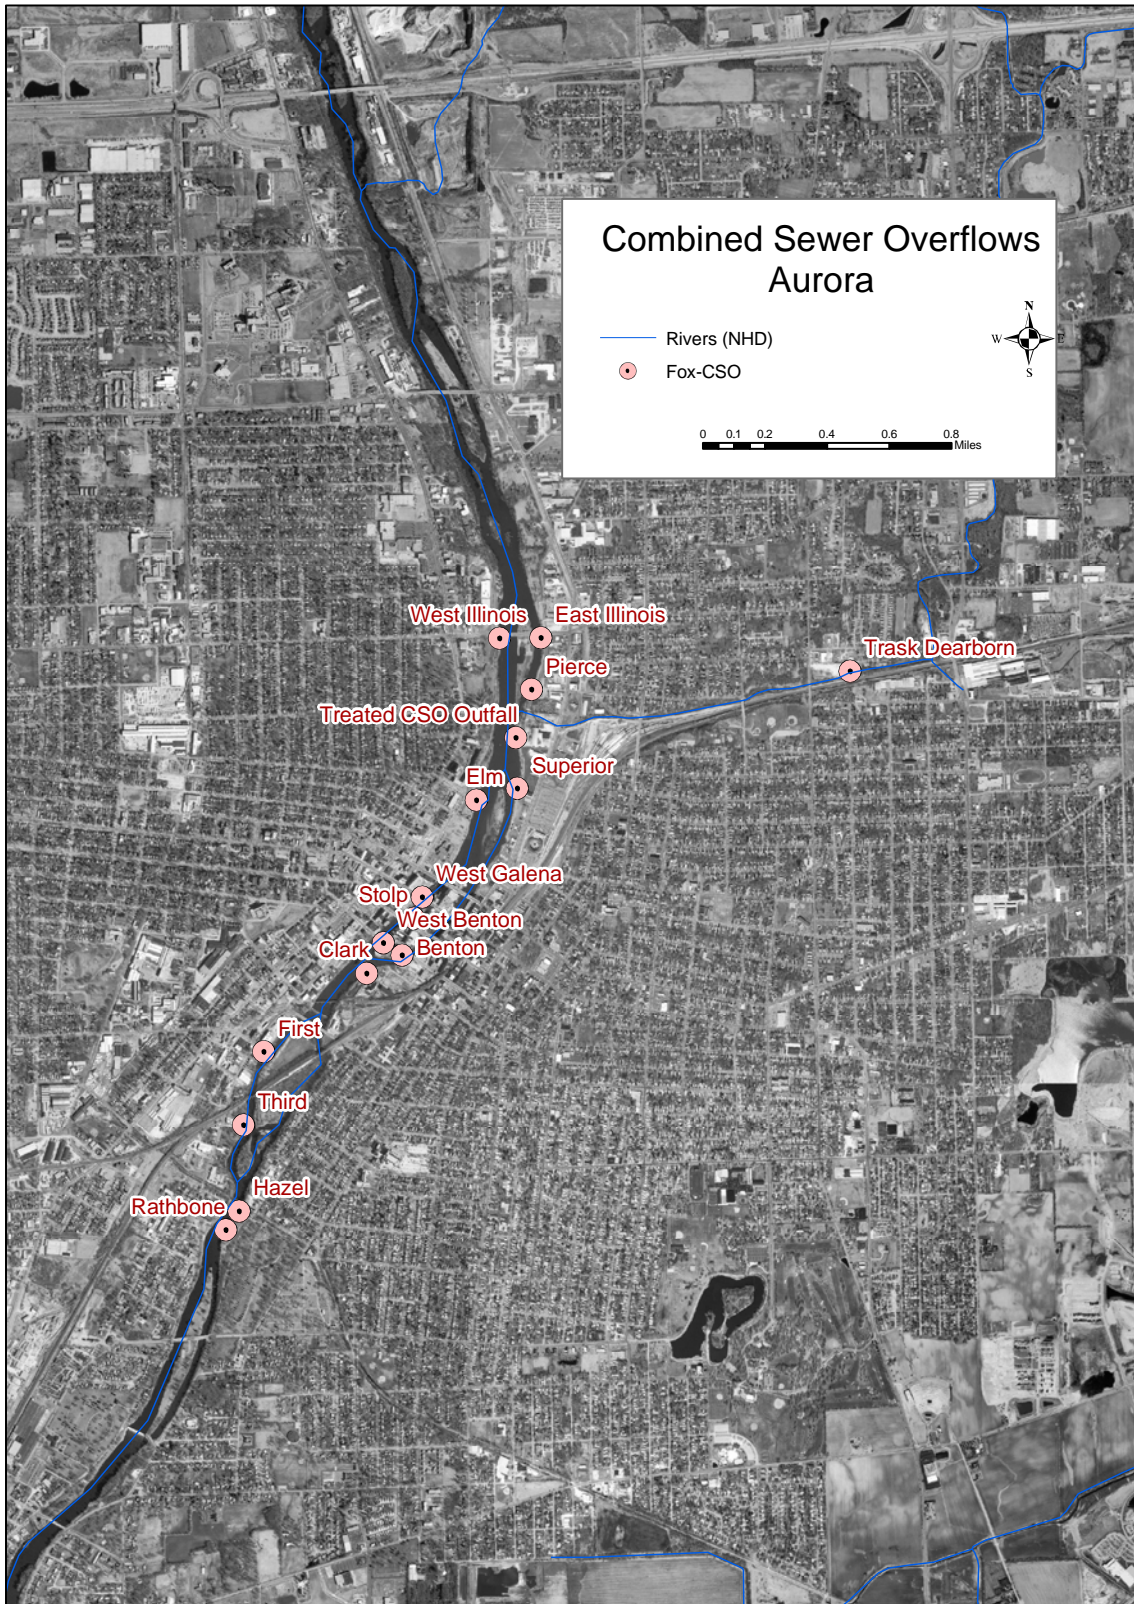 Combined Sewer Overflows
Aurora
N
W
E
S
Rivers (NHD)
Fox-CSO
0 0.1 0.2 0.4 0.6 0.8
Miles
West Illinois
East Illinois
Trask Dearborn
Pierce
Treated CSO Outfall
Superior
Elm
West Galena
Stolp
West Benton
Clark
Benton
First
Third
Hazel
Rathbone